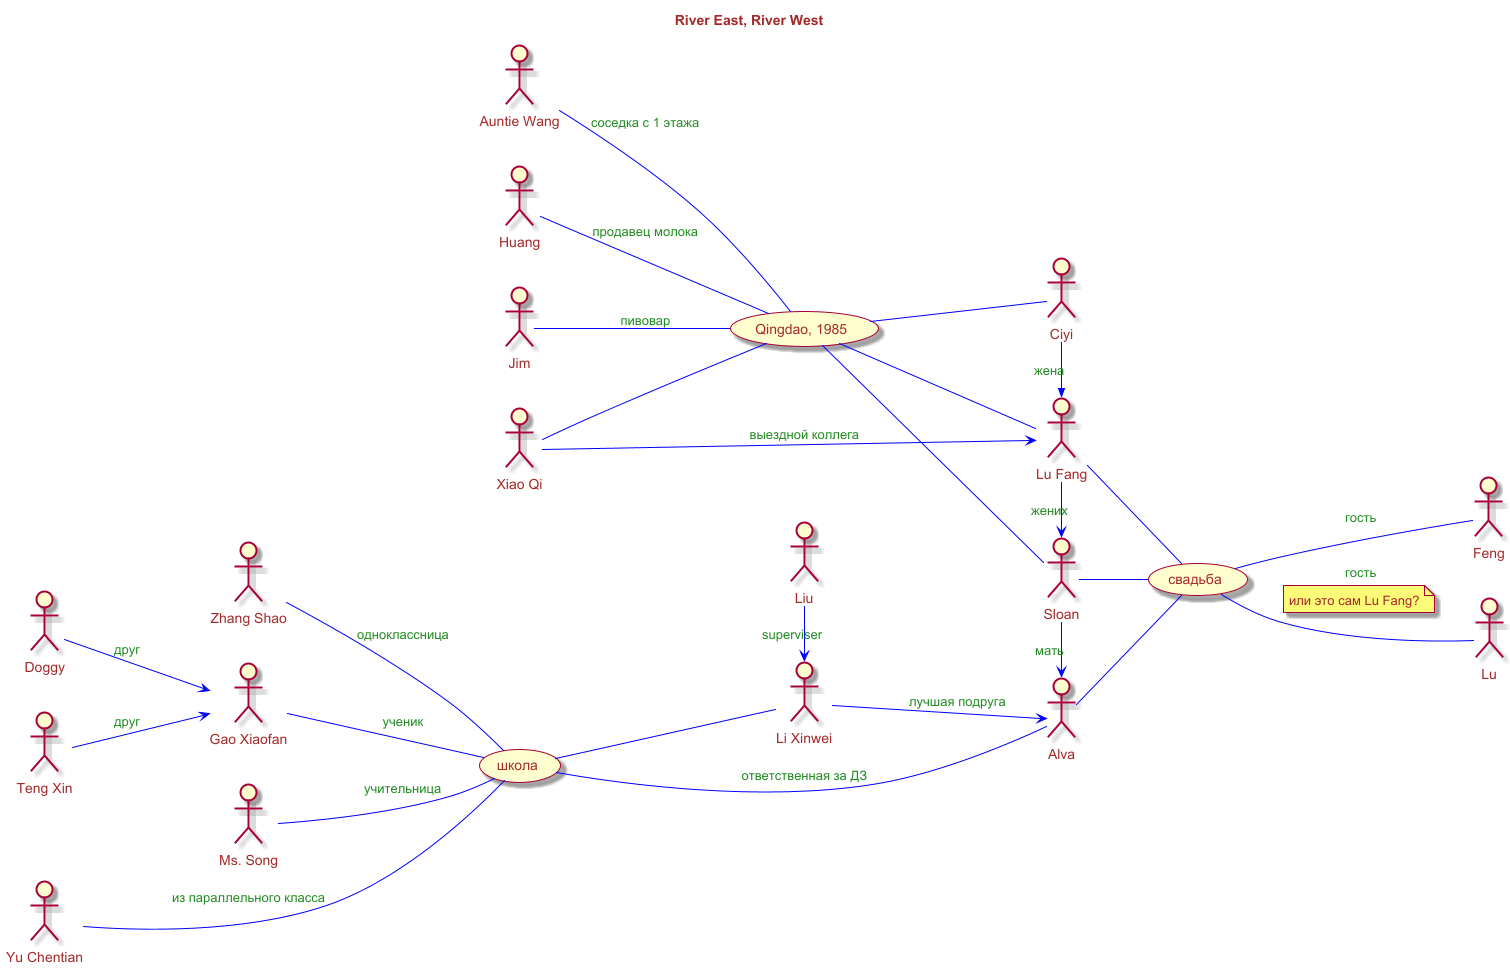 River East, River West
Auntie Wang
соседка с 1 этажа
Huang
продавец молока
Jim
пивовар
Qingdao, 1985
Ciyi
жена
Xiao Qi
выездной коллега
Lu Fang
жених
Feng
гость
Zhang Shao
одноклассница
Liu
superviser
Sloan
свадьба
гость
или это сам Lu Fang?
Lu
Doggy
друг
мать
Teng Xin
друг
Gao Xiaofan
ученик
Li Xinwei
лучшая подруга
Alva
школа
ответственная за ДЗ
Ms. Song
учительница
Yu Chentian
из параллельного класса